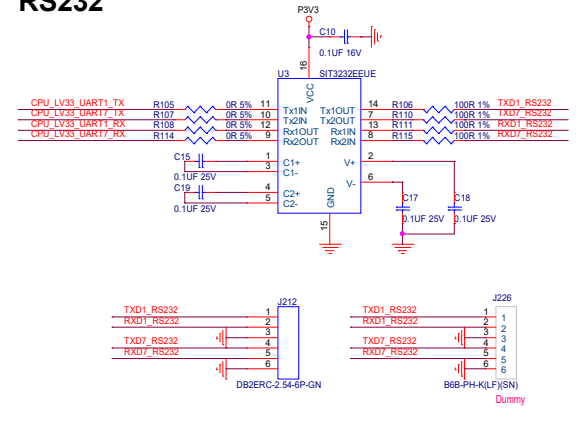 RS232
P3V3
C10
0.1UF 16V
U3
SIT3232EEUE
16
VCC
CPU_LV33_UART1_TX R105 0R 5% 11 Tx1IN Tx1OUT 14 R106 100R 1% TXD1_RS232
CPU_LV33_UART7_TX R107 0R 5% 10 Tx2IN Tx2OUT 7 R110 100R 1% TXD7_RS232
CPU_LV33_UART1_RX R108 0R 5% 12 Rx1OUT Rx1IN 13 R111 100R 1% RXD1_RS232
CPU_LV33_UART7_RX R114 0R 5% 9 Rx2OUT Rx2IN 8 R115 100R 1% RXD7_RS232
C15 1 C1+ V+ 2
0.1UF 25V 3 C1-
C19 4 C2+ V- 6
0.1UF 25V 5 C2-
GND
15
C17
0.1UF 25V
C18
0.1UF 25V
J212
TXD1_RS232 1
RXD1_RS232 2
3
TXD7_RS232 4
RXD7_RS232 5
6
DB2ERC-2.54-6P-GN
J226
TXD1_RS232 1 1
RXD1_RS232 2 2
3 3
TXD7_RS232 4 4
RXD7_RS232 5 5
6 6
B6B-PH-K(LF)(SN)
Dummy